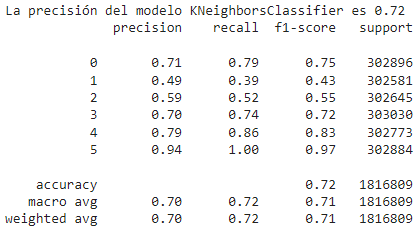 La precisión del modelo KNeighborsClassifier es 0.72
precision recall f1-score support
0 0.71 0.79 0.75 302896
1 0.49 0.39 0.43 302581
2 0.59 0.52 0.55 302645
3 0.70 0.74 0.72 303030
4 0.79 0.86 0.83 302773
5 0.94 1.00 0.97 302884
accuracy 0.72 1816809
macro avg 0.70 0.72 0.71 1816809
weighted avg 0.70 0.72 0.71 1816809